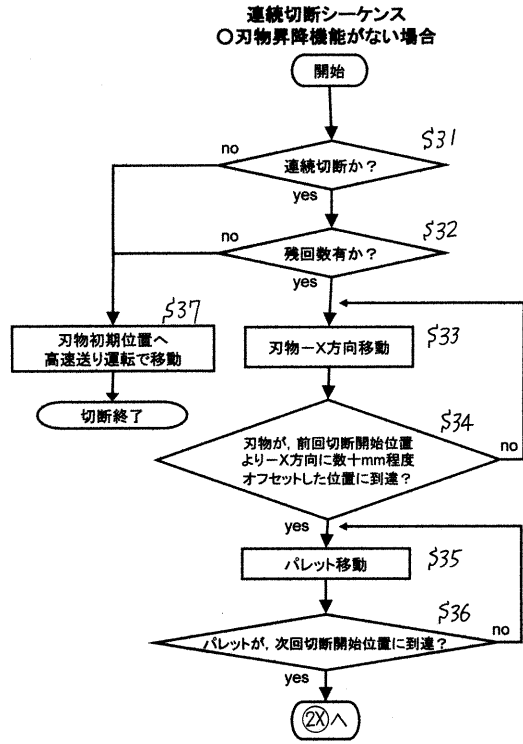 連続切断シーケンス
○刃物昇降機能がない場合
開始
S31
no
連続切断か？
yes
S32
no
残回数有か？
yes
S37
刃物初期位置へ
高速送り運転で移動
切断終了
S33
刃物－X方向移動
S34
刃物が，前回切断開始位置
より－X方向に数十mm程度
オフセットした位置に到達？
no
yes
S35
パレット移動
S36
パレットが，次回切断開始位置に到達？
no
yes
2Xへ